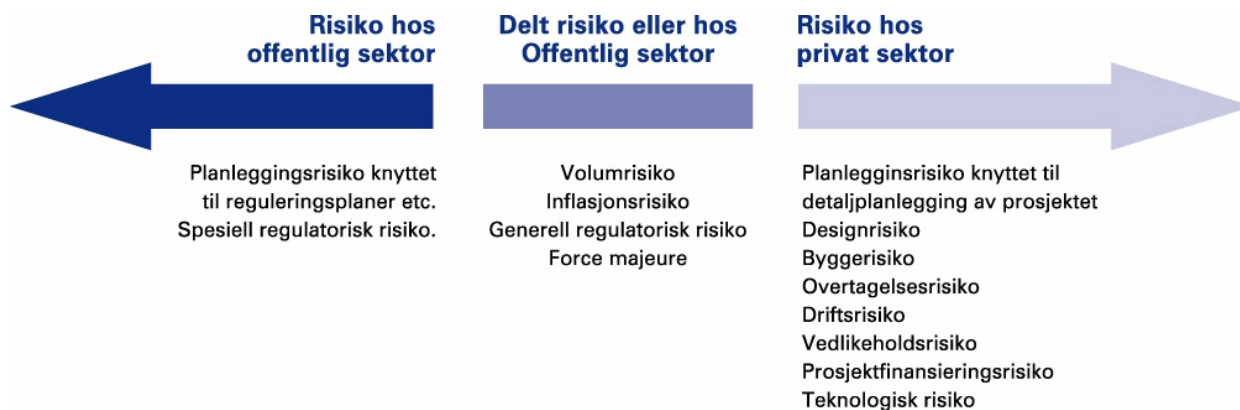 Risiko hos
offentlig sektor
Delt risiko eller hos
Offentlig sektor
Risiko hos
privat sektor
Planleggingsrisiko knyttet
til reguleringsplaner etc.
Spesiell regulatorisk risiko.
Volumrisiko
Inflasjonsrisiko
Generell regulatorisk risiko
Force majeure
Planlegginsrisiko knyttet til
detaljplanlegging av prosjektet
Designrisiko
Byggerisiko
Overtagelsesrisiko
Driftsrisiko
Vedlikeholdsrisiko
Prosjektfinansieringsrisiko
Teknologisk risiko